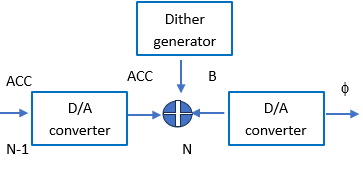 Dither
generator
ACC
ACC
B
ϕ
D/A
converter
D/A
converter
N-1
N